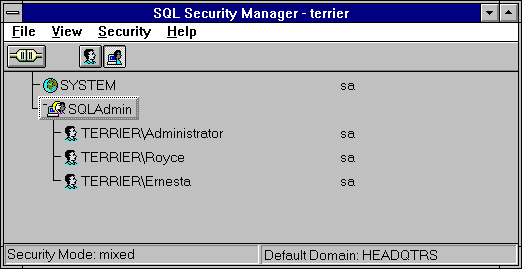 SQL Security Manager - terrier
File View Security Help
SYSTEM sa
SQLAdmin
TERRIER\Administrator sa
TERRIER\Royce sa
TERRIER\Ernesta sa
Security Mode: mixed Default Domain: HEADQTRS